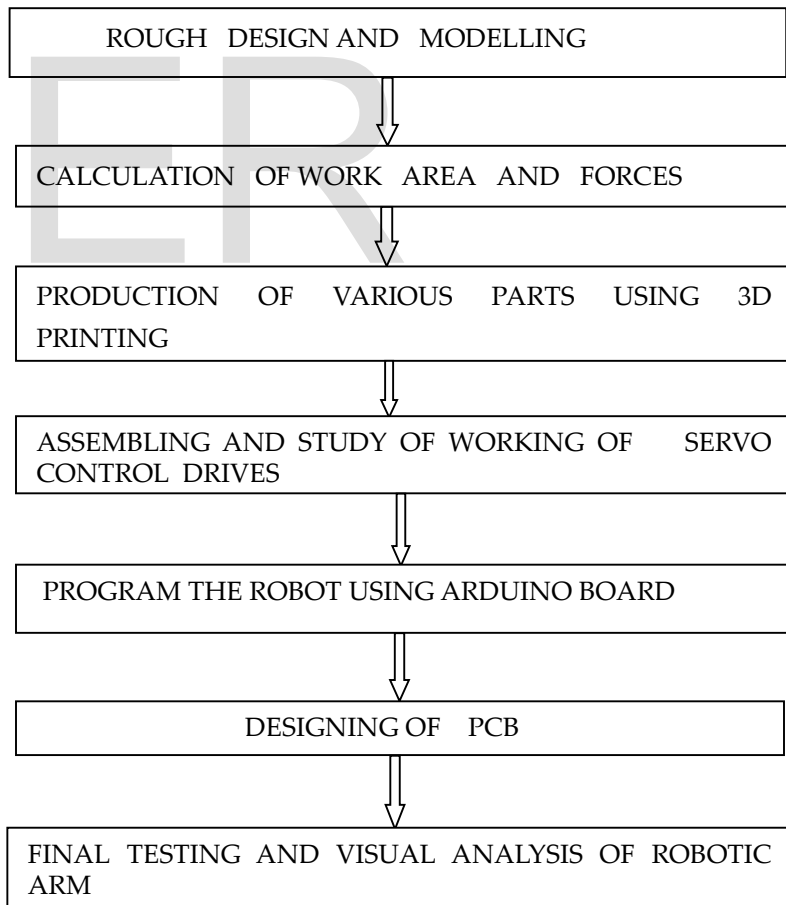 ROUGH DESIGN AND MODELLING
CALCULATION OF WORK AREA AND FORCES
PRODUCTION OF VARIOUS PARTS USING 3D
PRINTING
ASSEMBLING AND STUDY OF WORKING OF SERVO
CONTROL DRIVES
PROGRAM THE ROBOT USING ARDUINO BOARD
DESIGNING OF PCB
FINAL TESTING AND VISUAL ANALYSIS OF ROBOTIC
ARM
ER